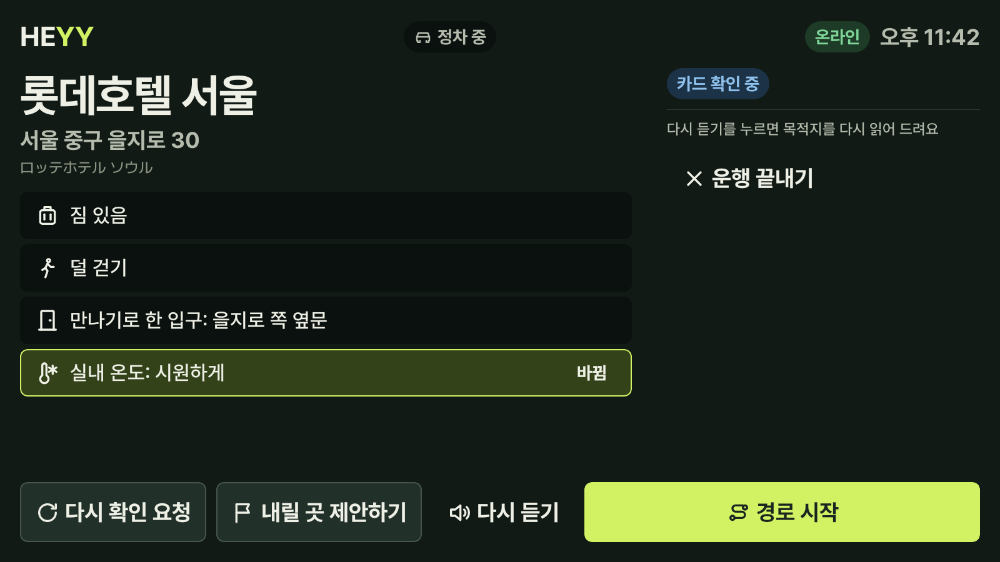 HEYY
정차 중
온라인
오후 11:42
롯데호텔 서울
서울 중구 을지로 30
ロッテホテル ソウル
짐 있음
덜 걷기
만나기로 한 입구: 을지로 쪽 옆문
실내 온도: 시원하게
바뀜
카드 확인 중
다시 듣기를 누르면 목적지를 다시 읽어 드려요
운행 끝내기
다시 확인 요청
내릴 곳 제안하기
다시 듣기
경로 시작